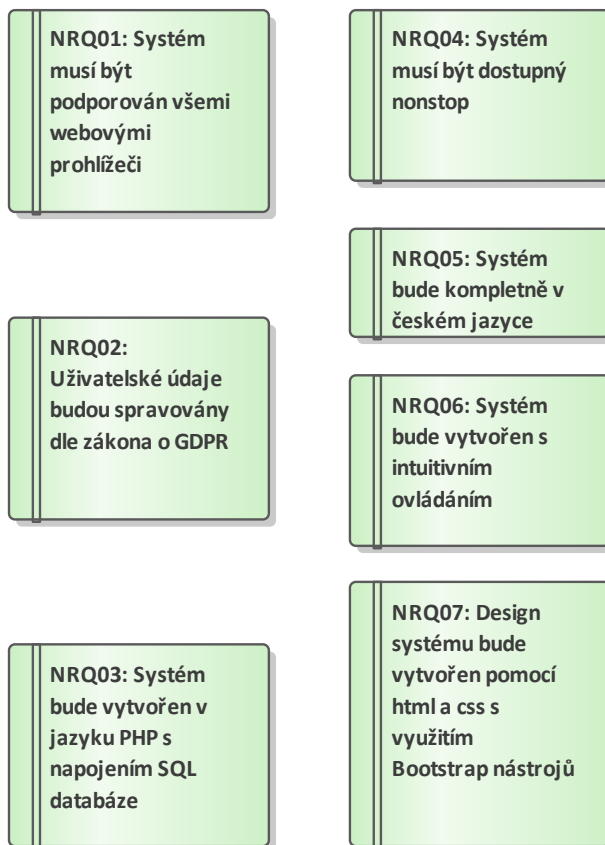 NRQ01: Systém
musí být
podporován všemi
webovými
prohlížeči
NRQ02:
Uživatelské údaje
budou spravovány
dle zákona o GDPR
NRQ03: Systém
bude vytvořen v
jazyku PHP s
napojením SQL
databáze
NRQ04: Systém
musí být dostupný
nonstop
NRQ05: Systém
bude kompletně v
českém jazyce
NRQ06: Systém
bude vytvořen s
intuitivním
ovládáním
NRQ07: Design
systému bude
vytvořen pomocí
html a css s
využitím
Bootstrap nástrojů